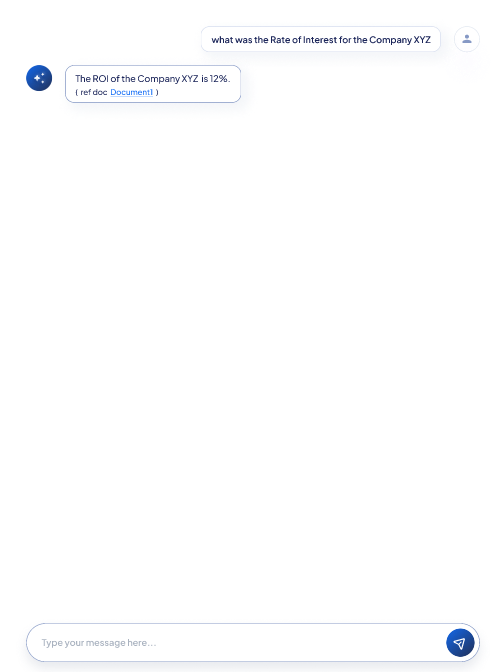 what was the Rate of Interest for the Company XYZ
The ROI of the Company XYZ is 12%.
( ref doc Document1 )
Type your message here...